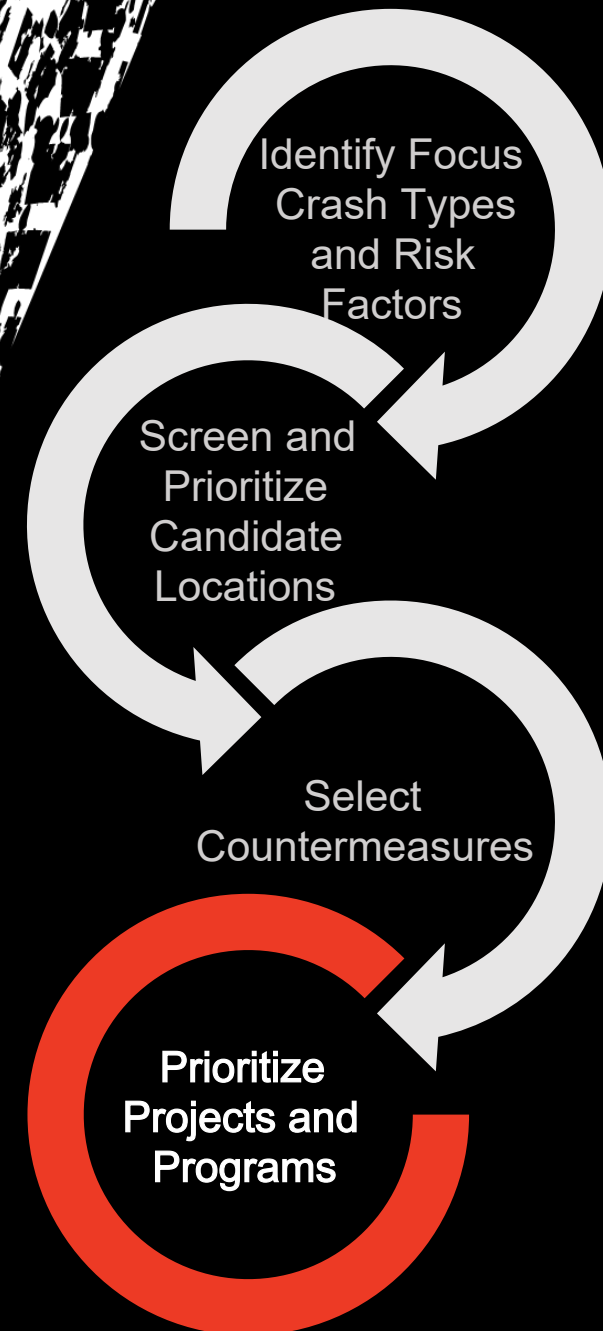 Identify Focus
Crash Types
and Risk
Factors
Screen and
Prioritize
Candidate
Locations
Select
Countermeasures
Prioritize
Projects and
Programs